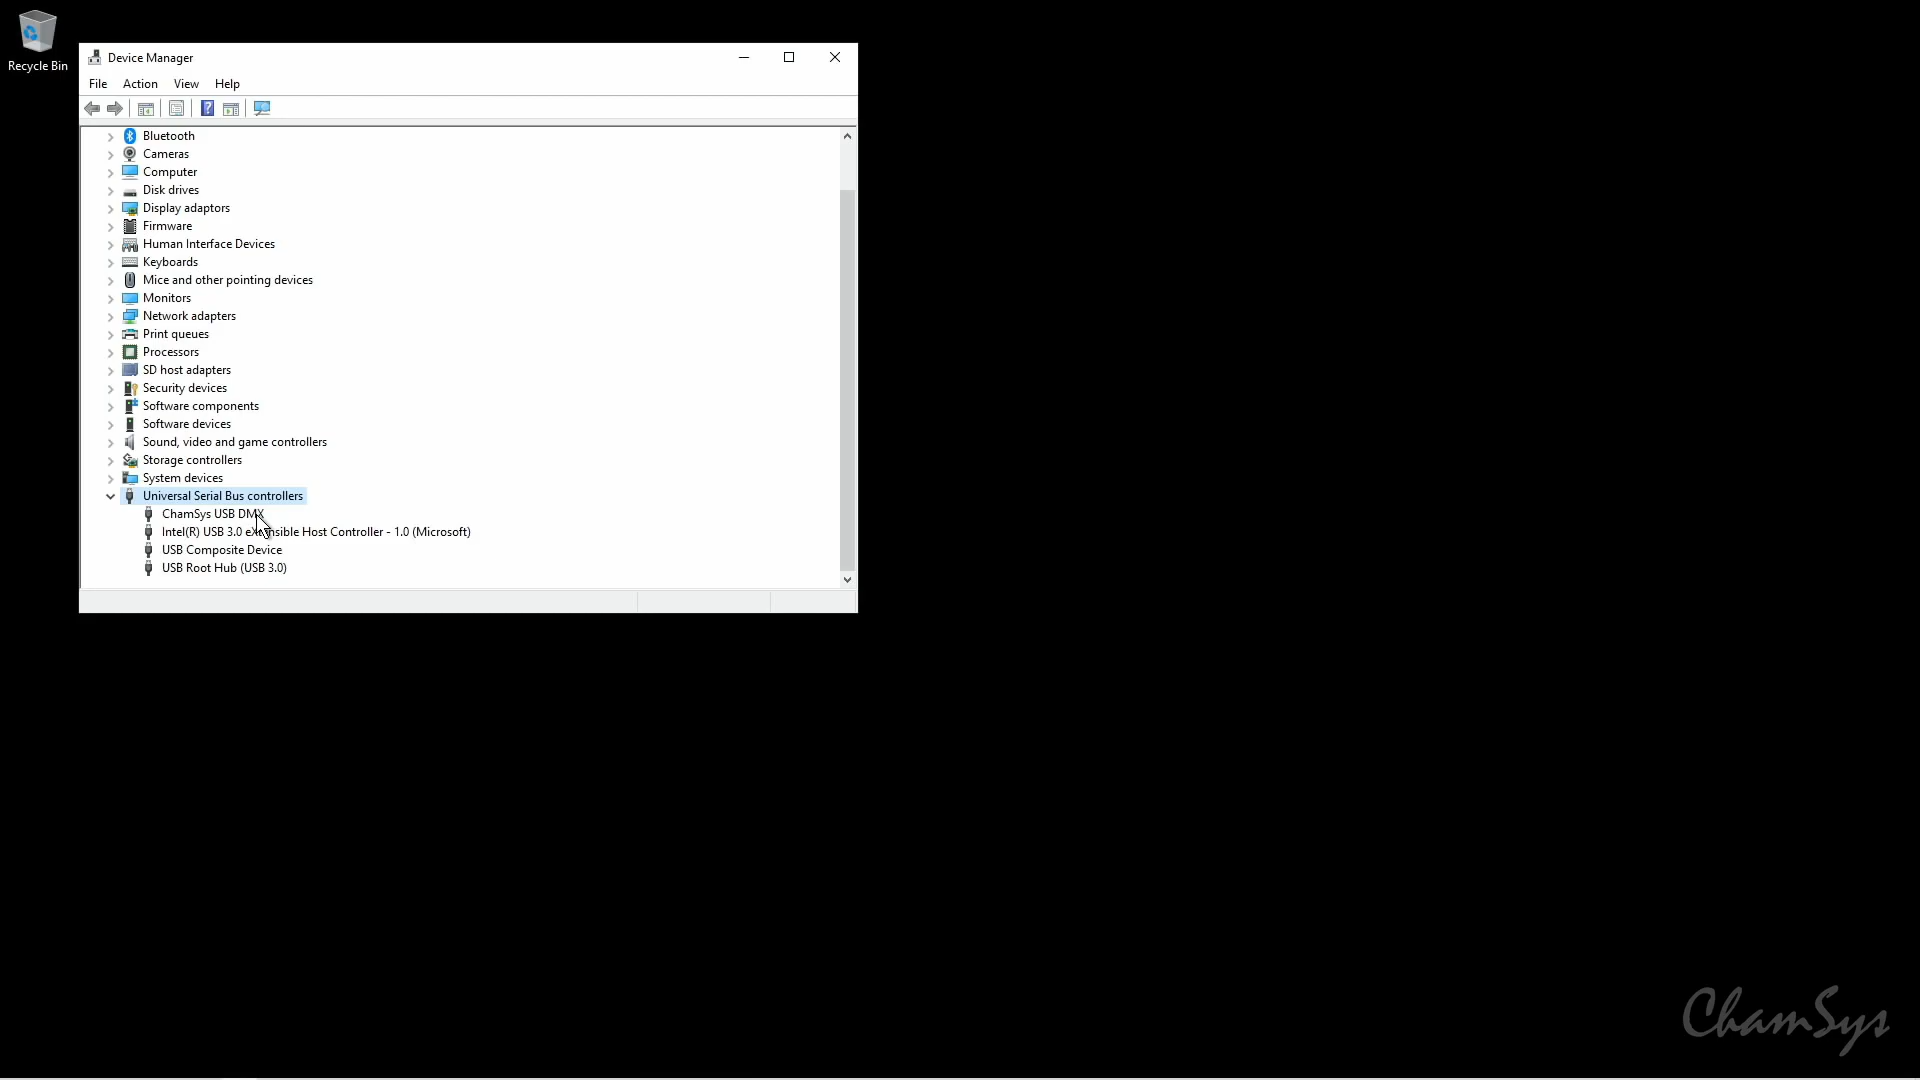 Recycle Bin
Device Manager
File Action View Help
Bluetooth
Cameras
Computer
Disk drives
Display adaptors
Firmware
Human Interface Devices
Keyboards
Mice and other pointing devices
Monitors
Network adapters
Print queues
Processors
SD host adapters
Security devices
Software components
Software devices
Sound, video and game controllers
Storage controllers
System devices
Universal Serial Bus controllers
ChamSys USB DMX
Intel(R) USB 3.0 eXtensible Host Controller - 1.0 (Microsoft)
USB Composite Device
USB Root Hub (USB 3.0)
ChamSys